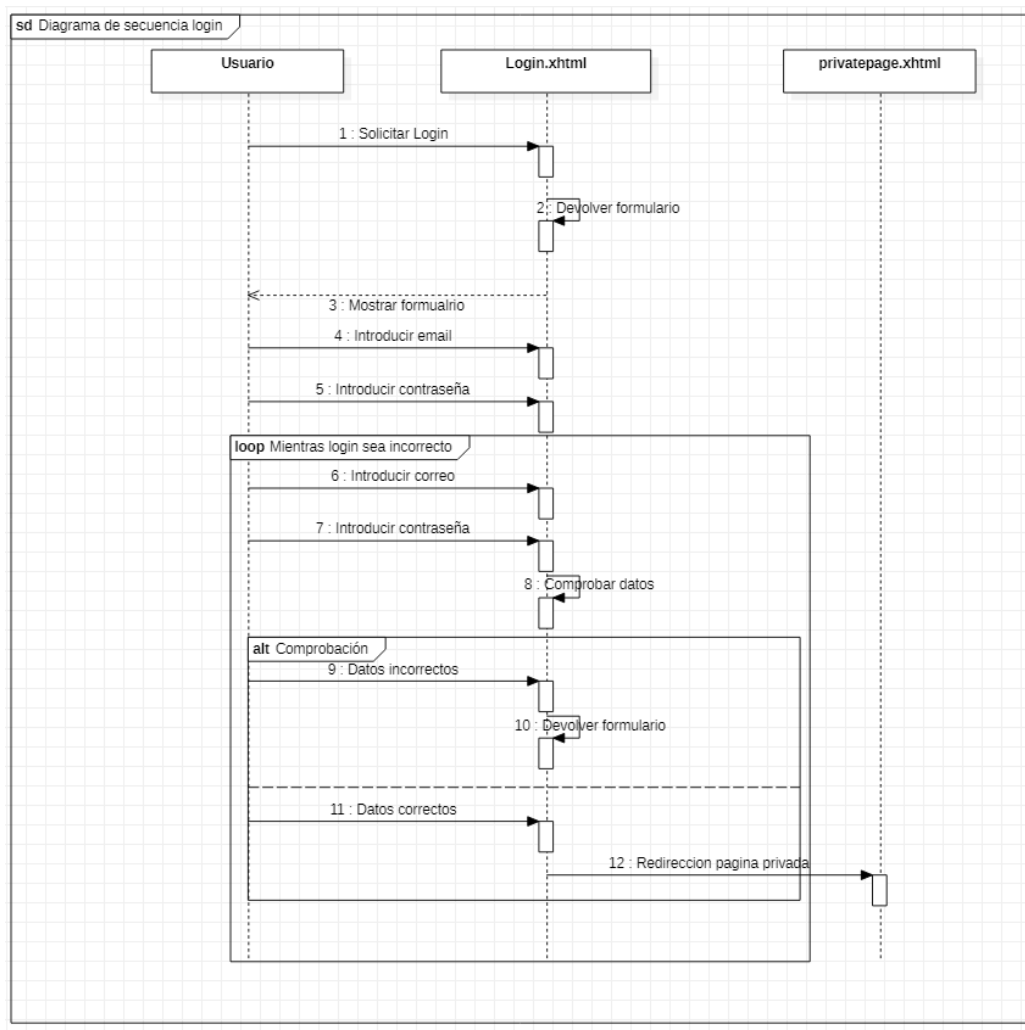 sd Diagrama de secuencia login
Usuario
Login.xhtml
privatepage.xhtml
1 : Solicitar Login
2 : Devolver formulario
3 : Mostrar formualrio
4 : Introducir email
5 : Introducir contraseña
loop Mientras login sea incorrecto
6 : Introducir correo
7 : Introducir contraseña
8 : Comprobar datos
alt Comprobación
9 : Datos incorrectos
10 : Devolver formulario
11 : Datos correctos
12 : Redireccion pagina privada